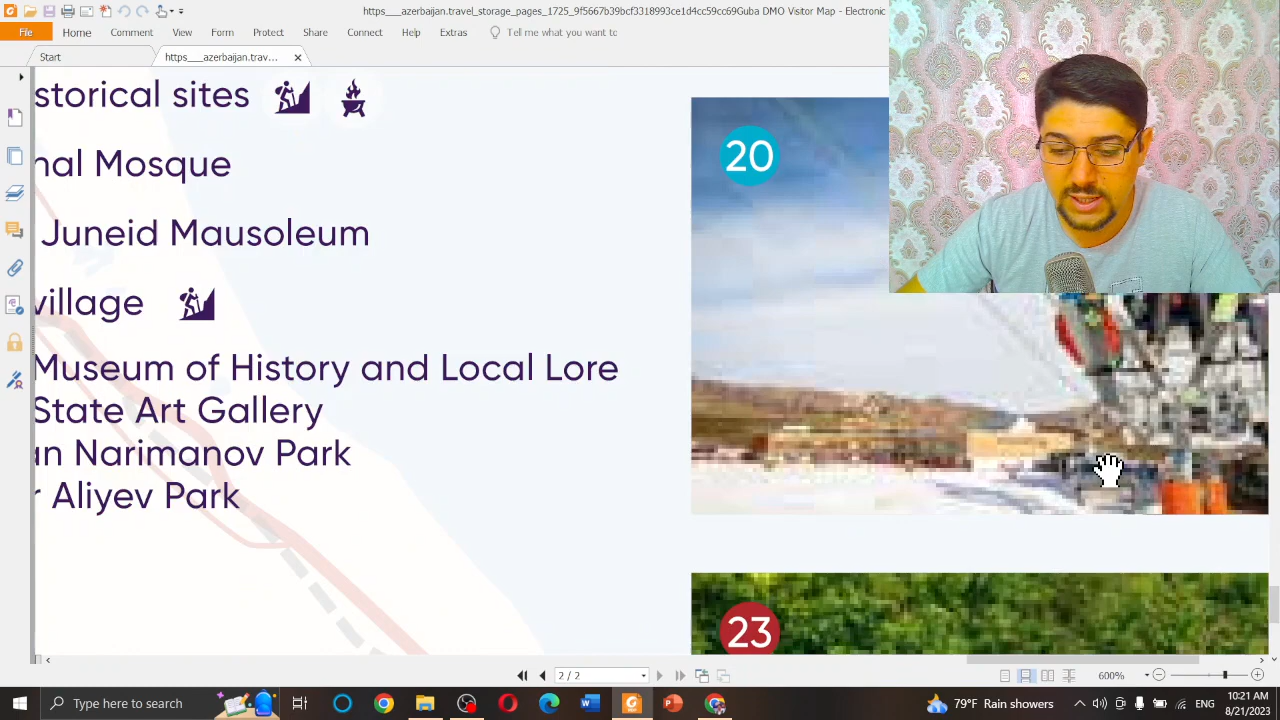 https___azerbaijan.travel_storage_pages_1725_9f5667b39bcf3318993ce1d4cc59cc69Guba DMO Visitor Map - Electronic
File Home Comment View Form Protect Share Connect Help Extras Tell me what you want to
Start https___azerbaijan.trav...
storical sites
nal Mosque
Juneid Mausoleum
village
Museum of History and Local Lore
State Art Gallery
an Narimanov Park
r Aliyev Park
20
23
2 / 2
600%
Type here to search
79°F Rain showers
ENG
10:21 AM
8/21/2023